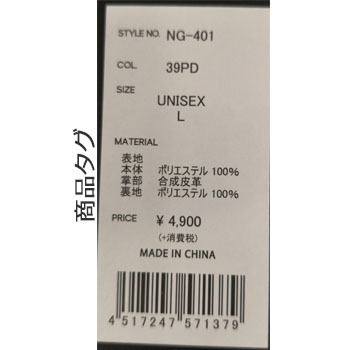 商品タグ
STYLE NO. NG-401
COL. 39PD
SIZE
UNISEX
L
MATERIAL
表地
本体 ポリエステル 100%
掌部 合成皮革
裏地 ポリエステル 100%
PRICE ¥ 4,900
(+消費税)
MADE IN CHINA
4 517247 571379